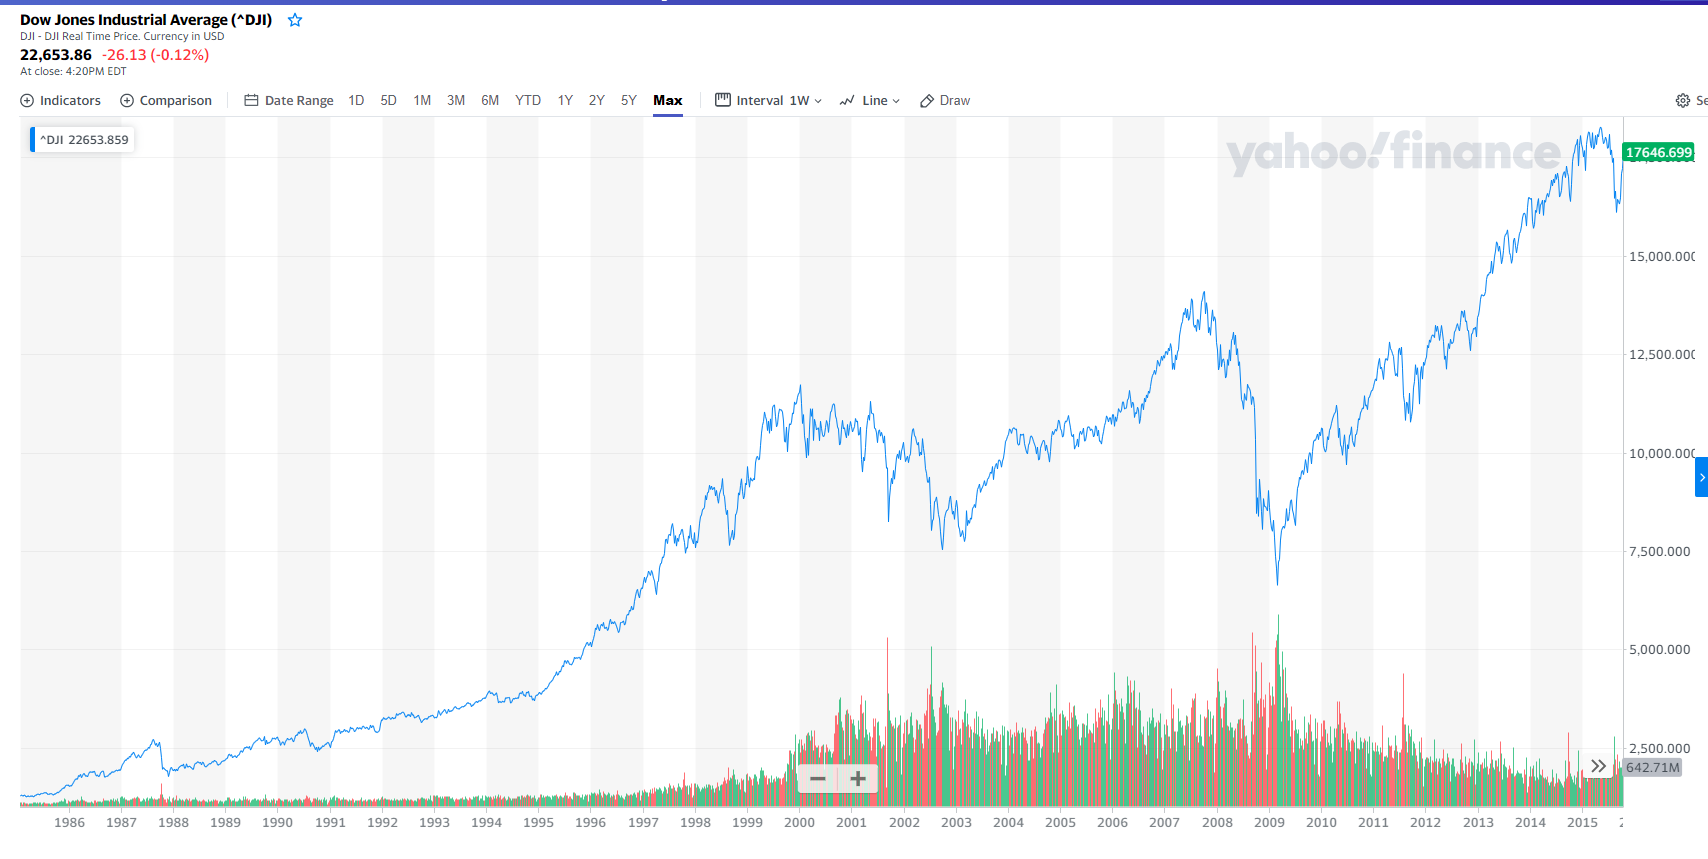 Dow Jones Industrial Average (^DJI)
DJI - DJI Real Time Price. Currency in USD
22,653.86 -26.13 (-0.12%)
At close: 4:20PM EDT
Indicators Comparison Date Range 1D 5D 1M 3M 6M YTD 1Y 2Y 5Y Max Interval 1W Line Draw Se
^DJI 22653.859
yahoo!finance
17646.699
15,000.000
12,500.000
10,000.000
7,500.000
5,000.000
2,500.000
642.71M
1986 1987 1988 1989 1990 1991 1992 1993 1994 1995 1996 1997 1998 1999 2000 2001 2002 2003 2004 2005 2006 2007 2008 2009 2010 2011 2012 2013 2014 2015